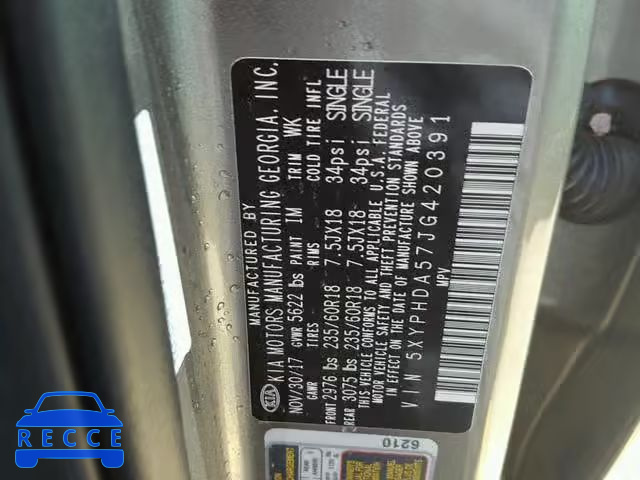 MANUFACTURED BY
KIA KIA MOTORS MANUFACTURING GEORGIA, INC.
NOV/30/17 GVWR 5622 lbs PAINT 1M TRIM WK
GAWR TIRES RIMS COLD TIRE INFL
FRONT 2976 lbs 235/60R18 7.5JX18 34psi SINGLE
REAR 3075 lbs 235/60R18 7.5JX18 34psi SINGLE
THIS VEHICLE CONFORMS TO ALL APPLICABLE U.S.A. FEDERAL
MOTOR VEHICLE SAFETY AND THEFT PREVENTION STANDARDS
IN EFFECT ON THE DATE OF MANUFACTURE SHOWN ABOVE
VIN 5XYPHDA57JG420391
MPV
6210
RECCE